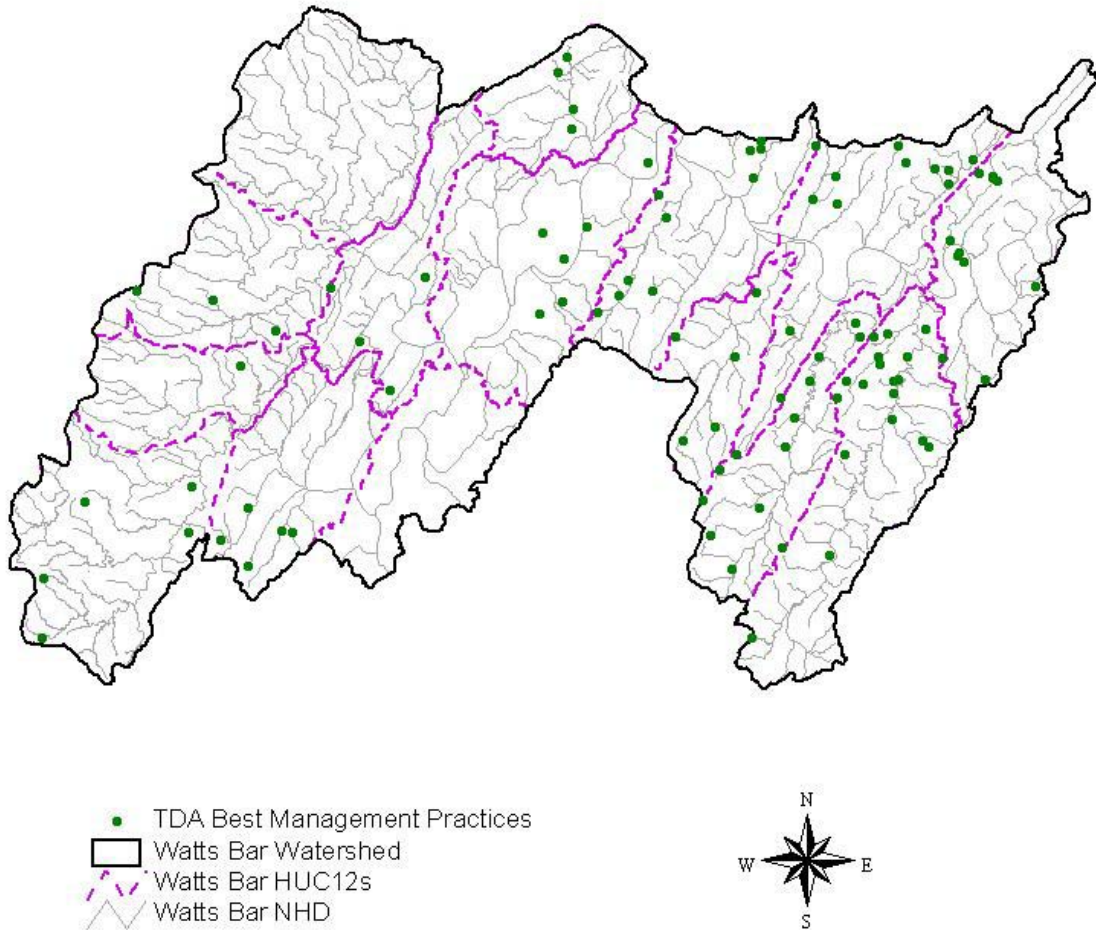 TDA Best Management Practices
Watts Bar Watershed
Watts Bar HUC12s
Watts Bar NHD
N
W E
S